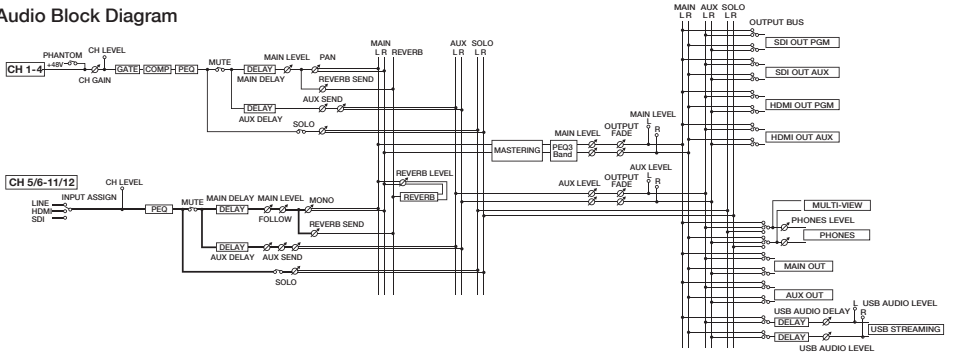 Audio Block Diagram
MAIN AUX SOLO
L R L R L R
OUTPUT BUS
SDI OUT PGM
SDI OUT AUX
HDMI OUT PGM
HDMI OUT AUX
MAIN
L R REVERB
AUX SOLO
L R L R
PHANTOM
+48V
CH LEVEL
CH 1-4
CH GAIN
GATE
COMP
PEQ
MUTE
DELAY
MAIN DELAY
MAIN LEVEL
PAN
REVERB SEND
AUX SEND
DELAY
AUX DELAY
SOLO
MASTERING
PEQ3
Band
MAIN LEVEL
OUTPUT
FADE
MAIN LEVEL
L
R
REVERB LEVEL
REVERB
AUX LEVEL
OUTPUT
FADE
AUX LEVEL
L
R
CH 5/6-11/12
CH LEVEL
INPUT ASSIGN
LINE
HDMI
SDI
PEQ
MUTE
MAIN DELAY
DELAY
MAIN LEVEL
FOLLOW
MONO
REVERB SEND
DELAY
AUX DELAY
AUX SEND
SOLO
MULTI-VIEW
PHONES LEVEL
PHONES
MAIN OUT
AUX OUT
USB AUDIO DELAY
L
R
USB AUDIO LEVEL
DELAY
USB STREAMING
DELAY
USB AUDIO LEVEL